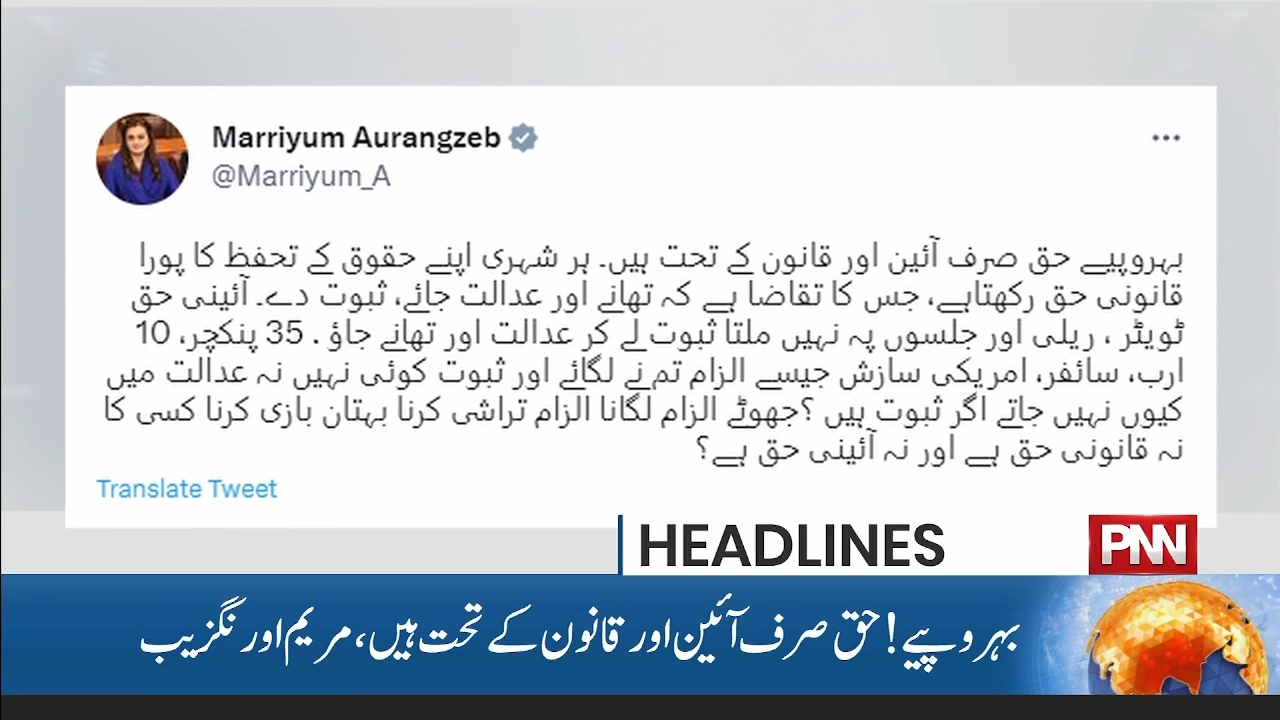 Marriyum Aurangzeb
@Marriyum_A
بہروپیے حق صرف آئین اور قانون کے تحت ہیں۔ ہر شہری اپنے حقوق کے تحفظ کا پورا
قانونی حق رکھتاہے، جس کا تقاضا ہے کہ تھانے اور عدالت جائے، ثبوت دے۔ آئینی حق
ٹویٹر ، ریلی اور جلسوں پہ نہیں ملتا ثبوت لے کر عدالت اور تھانے جاؤ . 35 پنکچر، 10
ارب، سائفر، امریکی سازش جیسے الزام تم نے لگائے اور ثبوت کوئی نہیں نہ عدالت میں
کیوں نہیں جاتے اگر ثبوت ہیں ؟جھوٹے الزام لگانا الزام تراشی کرنا بہتان بازی کرنا کسی کا
نہ قانونی حق ہے اور نہ آئینی حق ہے؟
Translate Tweet
HEADLINES
PNN
بہروپیے! حق صرف آئین اور قانون کے تحت ہیں، مریم اورنگزیب